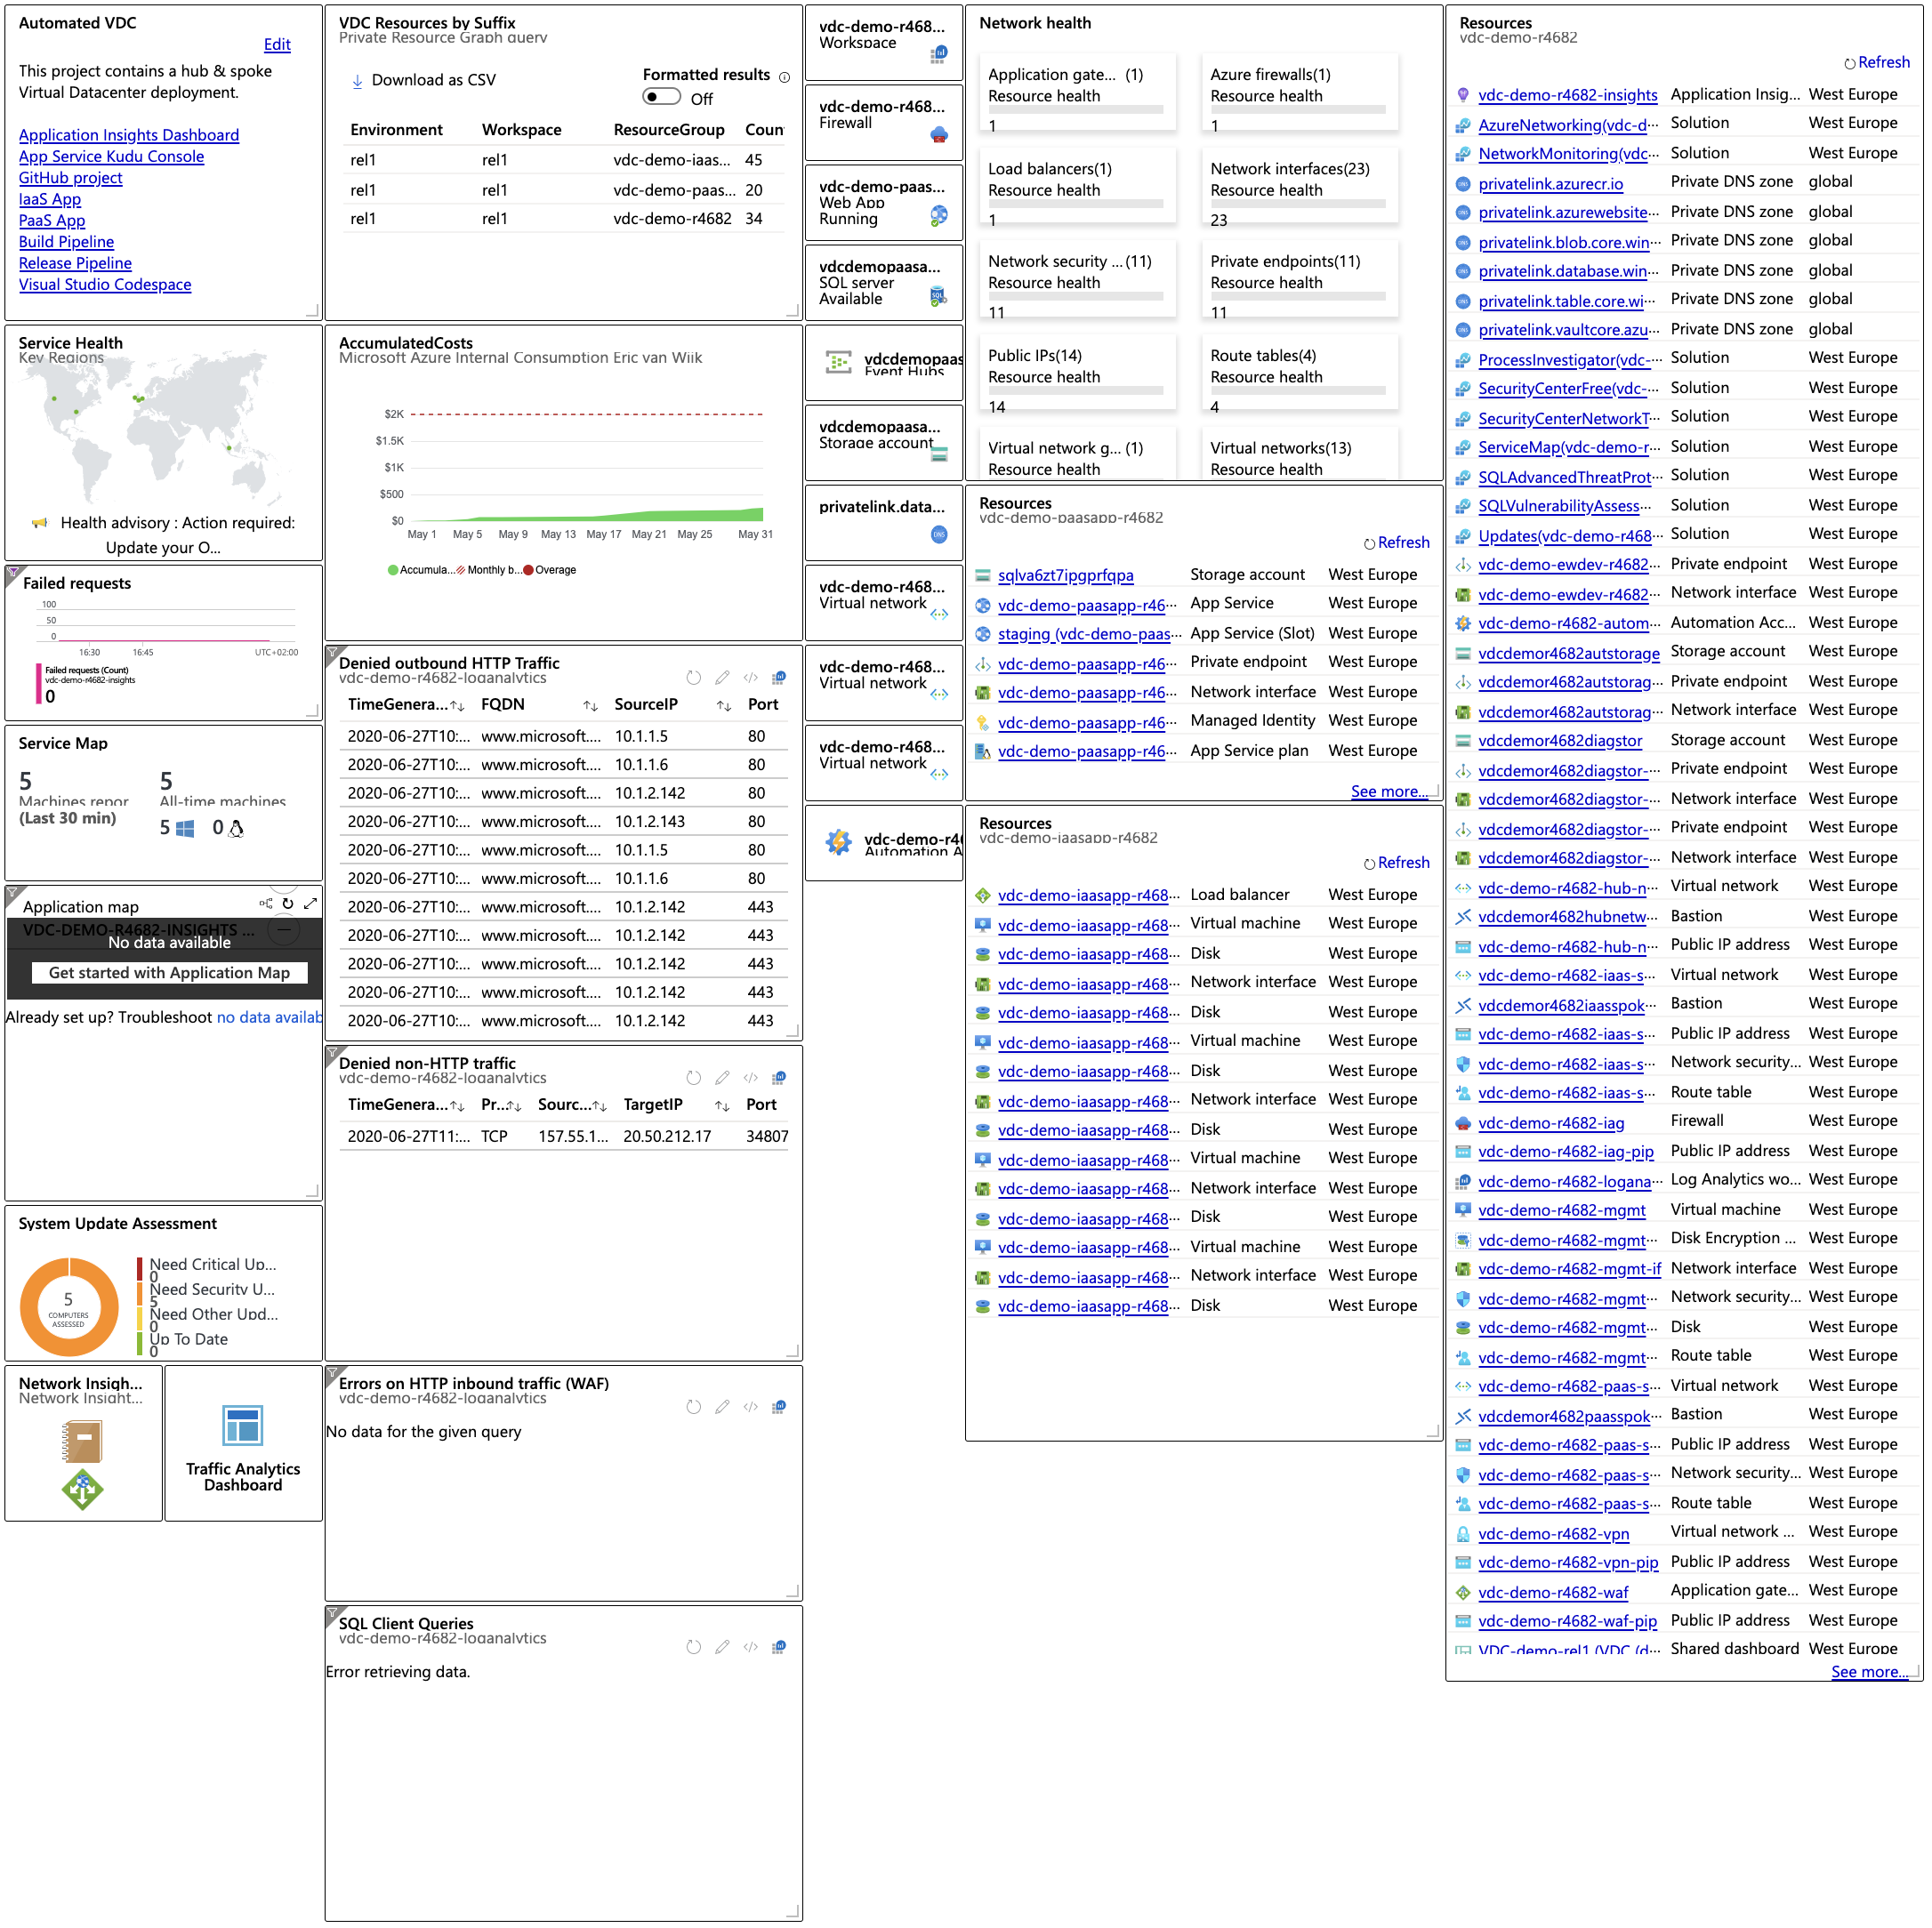 Automated VDC
Edit
This project contains a hub & spoke
Virtual Datacenter deployment.
Application Insights Dashboard
App Service Kudu Console
GitHub project
IaaS App
PaaS App
Build Pipeline
Release Pipeline
Visual Studio Codespace
Service Health
Key Regions
Health advisory : Action required:
Update your O...
Failed requests
100
50
0
16:30 16:45 UTC+02:00
Failed requests (Count)
vdc-demo-r4682-insights
0
Service Map
5 5
Machines repor All-time machines
(Last 30 min)
5 0
Application map
VDC-DEMO-R4682-INSIGHTS ...
No data available
Get started with Application Map
Already set up? Troubleshoot no data availab
System Update Assessment
5
COMPUTERS
ASSESSED
Need Critical Up...
0
Need Security U...
5
Need Other Upd...
0
Up To Date
0
Network Insigh...
Network Insight...
Traffic Analytics
Dashboard
VDC Resources by Suffix
Private Resource Graph query
Download as CSV
Formatted results
Off
Environment Workspace ResourceGroup Coun
rel1 rel1 vdc-demo-iaas... 45
rel1 rel1 vdc-demo-paas... 20
rel1 rel1 vdc-demo-r4682 34
AccumulatedCosts
Microsoft Azure Internal Consumption Eric van Wijk
$2K
$1.5K
$1K
$500
$0
May 1 May 5 May 9 May 13 May 17 May 21 May 25 May 31
Accumula... Monthly b... Overage
Denied outbound HTTP Traffic
vdc-demo-r4682-loganalytics
TimeGenera... FQDN SourceIP Port
2020-06-27T10:... www.microsoft.... 10.1.1.5 80
2020-06-27T10:... www.microsoft.... 10.1.1.6 80
2020-06-27T10:... www.microsoft.... 10.1.2.142 80
2020-06-27T10:... www.microsoft.... 10.1.2.143 80
2020-06-27T10:... www.microsoft.... 10.1.1.5 80
2020-06-27T10:... www.microsoft.... 10.1.1.6 80
2020-06-27T10:... www.microsoft.... 10.1.2.142 443
2020-06-27T10:... www.microsoft.... 10.1.2.142 443
2020-06-27T10:... www.microsoft.... 10.1.2.142 443
2020-06-27T10:... www.microsoft.... 10.1.2.142 443
2020-06-27T10:... www.microsoft.... 10.1.2.142 443
Denied non-HTTP traffic
vdc-demo-r4682-loganalytics
TimeGenera... Pr... Sourc... TargetIP Port
2020-06-27T11:... TCP 157.55.1... 20.50.212.17 34807
Errors on HTTP inbound traffic (WAF)
vdc-demo-r4682-loganalytics
No data for the given query
SQL Client Queries
vdc-demo-r4682-loganalytics
Error retrieving data.
vdc-demo-r468...
Workspace
vdc-demo-r468...
Firewall
vdc-demo-paas...
Web App
Running
vdcdemopaasa...
SQL server
Available
vdcdemopaas
Event Hubs
vdcdemopaasa...
Storage account
privatelink.data...
vdc-demo-r468...
Virtual network
vdc-demo-r468...
Virtual network
vdc-demo-r468...
Virtual network
vdc-demo-r4
Automation A
Network health
Application gate... (1) Azure firewalls(1)
Resource health Resource health
1 1
Load balancers(1) Network interfaces(23)
Resource health Resource health
1 23
Network security ... (11) Private endpoints(11)
Resource health Resource health
11 11
Public IPs(14) Route tables(4)
Resource health Resource health
14 4
Virtual network g... (1) Virtual networks(13)
Resource health Resource health
Resources
vdc-demo-paasapp-r4682
Refresh
sqlva6zt7ipgprfqpa Storage account West Europe
vdc-demo-paasapp-r46... App Service West Europe
staging (vdc-demo-paas... App Service (Slot) West Europe
vdc-demo-paasapp-r46... Private endpoint West Europe
vdc-demo-paasapp-r46... Network interface West Europe
vdc-demo-paasapp-r46... Managed Identity West Europe
vdc-demo-paasapp-r46... App Service plan West Europe
See more...
Resources
vdc-demo-iaasapp-r4682
Refresh
vdc-demo-iaasapp-r468... Load balancer West Europe
vdc-demo-iaasapp-r468... Virtual machine West Europe
vdc-demo-iaasapp-r468... Disk West Europe
vdc-demo-iaasapp-r468... Network interface West Europe
vdc-demo-iaasapp-r468... Disk West Europe
vdc-demo-iaasapp-r468... Virtual machine West Europe
vdc-demo-iaasapp-r468... Disk West Europe
vdc-demo-iaasapp-r468... Network interface West Europe
vdc-demo-iaasapp-r468... Disk West Europe
vdc-demo-iaasapp-r468... Virtual machine West Europe
vdc-demo-iaasapp-r468... Network interface West Europe
vdc-demo-iaasapp-r468... Disk West Europe
vdc-demo-iaasapp-r468... Virtual machine West Europe
vdc-demo-iaasapp-r468... Network interface West Europe
vdc-demo-iaasapp-r468... Disk West Europe
Resources
vdc-demo-r4682
Refresh
vdc-demo-r4682-insights Application Insig... West Europe
AzureNetworking(vdc-d... Solution West Europe
NetworkMonitoring(vdc... Solution West Europe
privatelink.azurecr.io Private DNS zone global
privatelink.azurewebsite... Private DNS zone global
privatelink.blob.core.win... Private DNS zone global
privatelink.database.win... Private DNS zone global
privatelink.table.core.wi... Private DNS zone global
privatelink.vaultcore.azu... Private DNS zone global
ProcessInvestigator(vdc-... Solution West Europe
SecurityCenterFree(vdc-... Solution West Europe
SecurityCenterNetworkT... Solution West Europe
ServiceMap(vdc-demo-r... Solution West Europe
SQLAdvancedThreatProt... Solution West Europe
SQLVulnerabilityAssess... Solution West Europe
Updates(vdc-demo-r468... Solution West Europe
vdc-demo-ewdev-r4682... Private endpoint West Europe
vdc-demo-ewdev-r4682... Network interface West Europe
vdc-demo-r4682-autom... Automation Acc... West Europe
vdcdemor4682autstorage Storage account West Europe
vdcdemor4682autstorag... Private endpoint West Europe
vdcdemor4682autstorag... Network interface West Europe
vdcdemor4682diagstor Storage account West Europe
vdcdemor4682diagstor-... Private endpoint West Europe
vdcdemor4682diagstor-... Network interface West Europe
vdcdemor4682diagstor-... Private endpoint West Europe
vdcdemor4682diagstor-... Network interface West Europe
vdc-demo-r4682-hub-n... Virtual network West Europe
vdcdemor4682hubnetw... Bastion West Europe
vdc-demo-r4682-hub-n... Public IP address West Europe
vdc-demo-r4682-iaas-s... Virtual network West Europe
vdcdemor4682iaasspok... Bastion West Europe
vdc-demo-r4682-iaas-s... Public IP address West Europe
vdc-demo-r4682-iaas-s... Network security... West Europe
vdc-demo-r4682-iaas-s... Route table West Europe
vdc-demo-r4682-iag Firewall West Europe
vdc-demo-r4682-iag-pip Public IP address West Europe
vdc-demo-r4682-logana... Log Analytics wo... West Europe
vdc-demo-r4682-mgmt Virtual machine West Europe
vdc-demo-r4682-mgmt... Disk Encryption ... West Europe
vdc-demo-r4682-mgmt-if Network interface West Europe
vdc-demo-r4682-mgmt... Network security... West Europe
vdc-demo-r4682-mgmt... Disk West Europe
vdc-demo-r4682-mgmt... Route table West Europe
vdc-demo-r4682-paas-s... Virtual network West Europe
vdcdemor4682paasspok... Bastion West Europe
vdc-demo-r4682-paas-s... Public IP address West Europe
vdc-demo-r4682-paas-s... Network security... West Europe
vdc-demo-r4682-paas-s... Route table West Europe
vdc-demo-r4682-vpn Virtual network ... West Europe
vdc-demo-r4682-vpn-pip Public IP address West Europe
vdc-demo-r4682-waf Application gate... West Europe
vdc-demo-r4682-waf-pip Public IP address West Europe
VDC-demo-rel1 (VDC (d... Shared dashboard West Europe
See more...